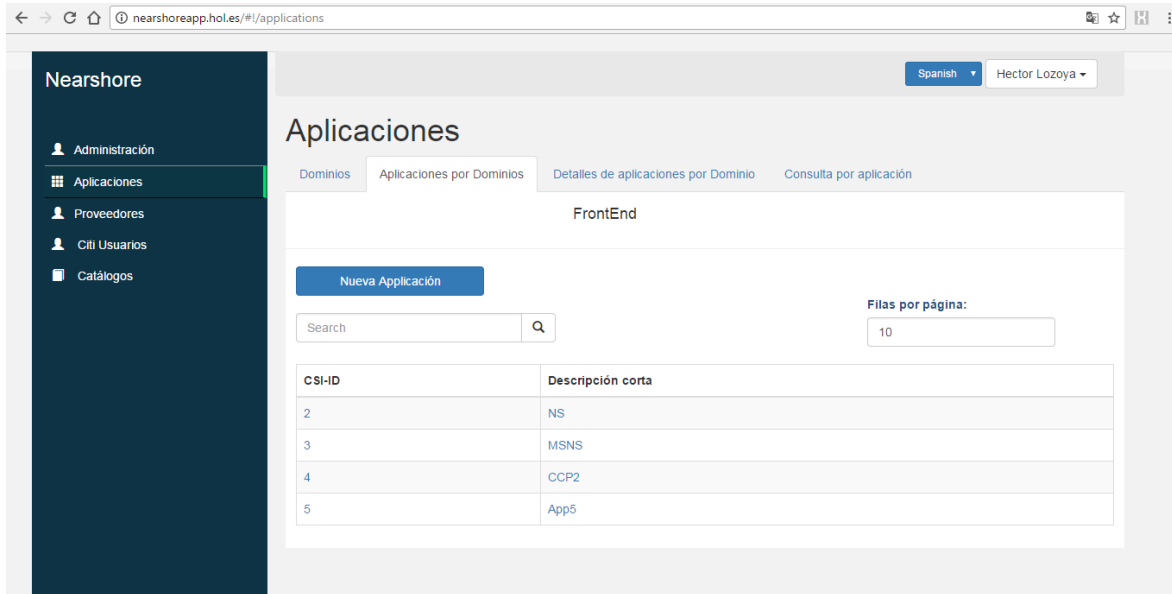 nearshoreapp.hol.es/#!/applications
Nearshore
Spanish
Hector Lozoya
Administración
Aplicaciones
Proveedores
Citi Usuarios
Catálogos
Aplicaciones
Dominios Aplicaciones por Dominios Detalles de aplicaciones por Dominio Consulta por aplicación
FrontEnd
Nueva Applicación
Filas por página:
Search
10
CSI-ID Descripción corta
2 NS
3 MSNS
4 CCP2
5 App5